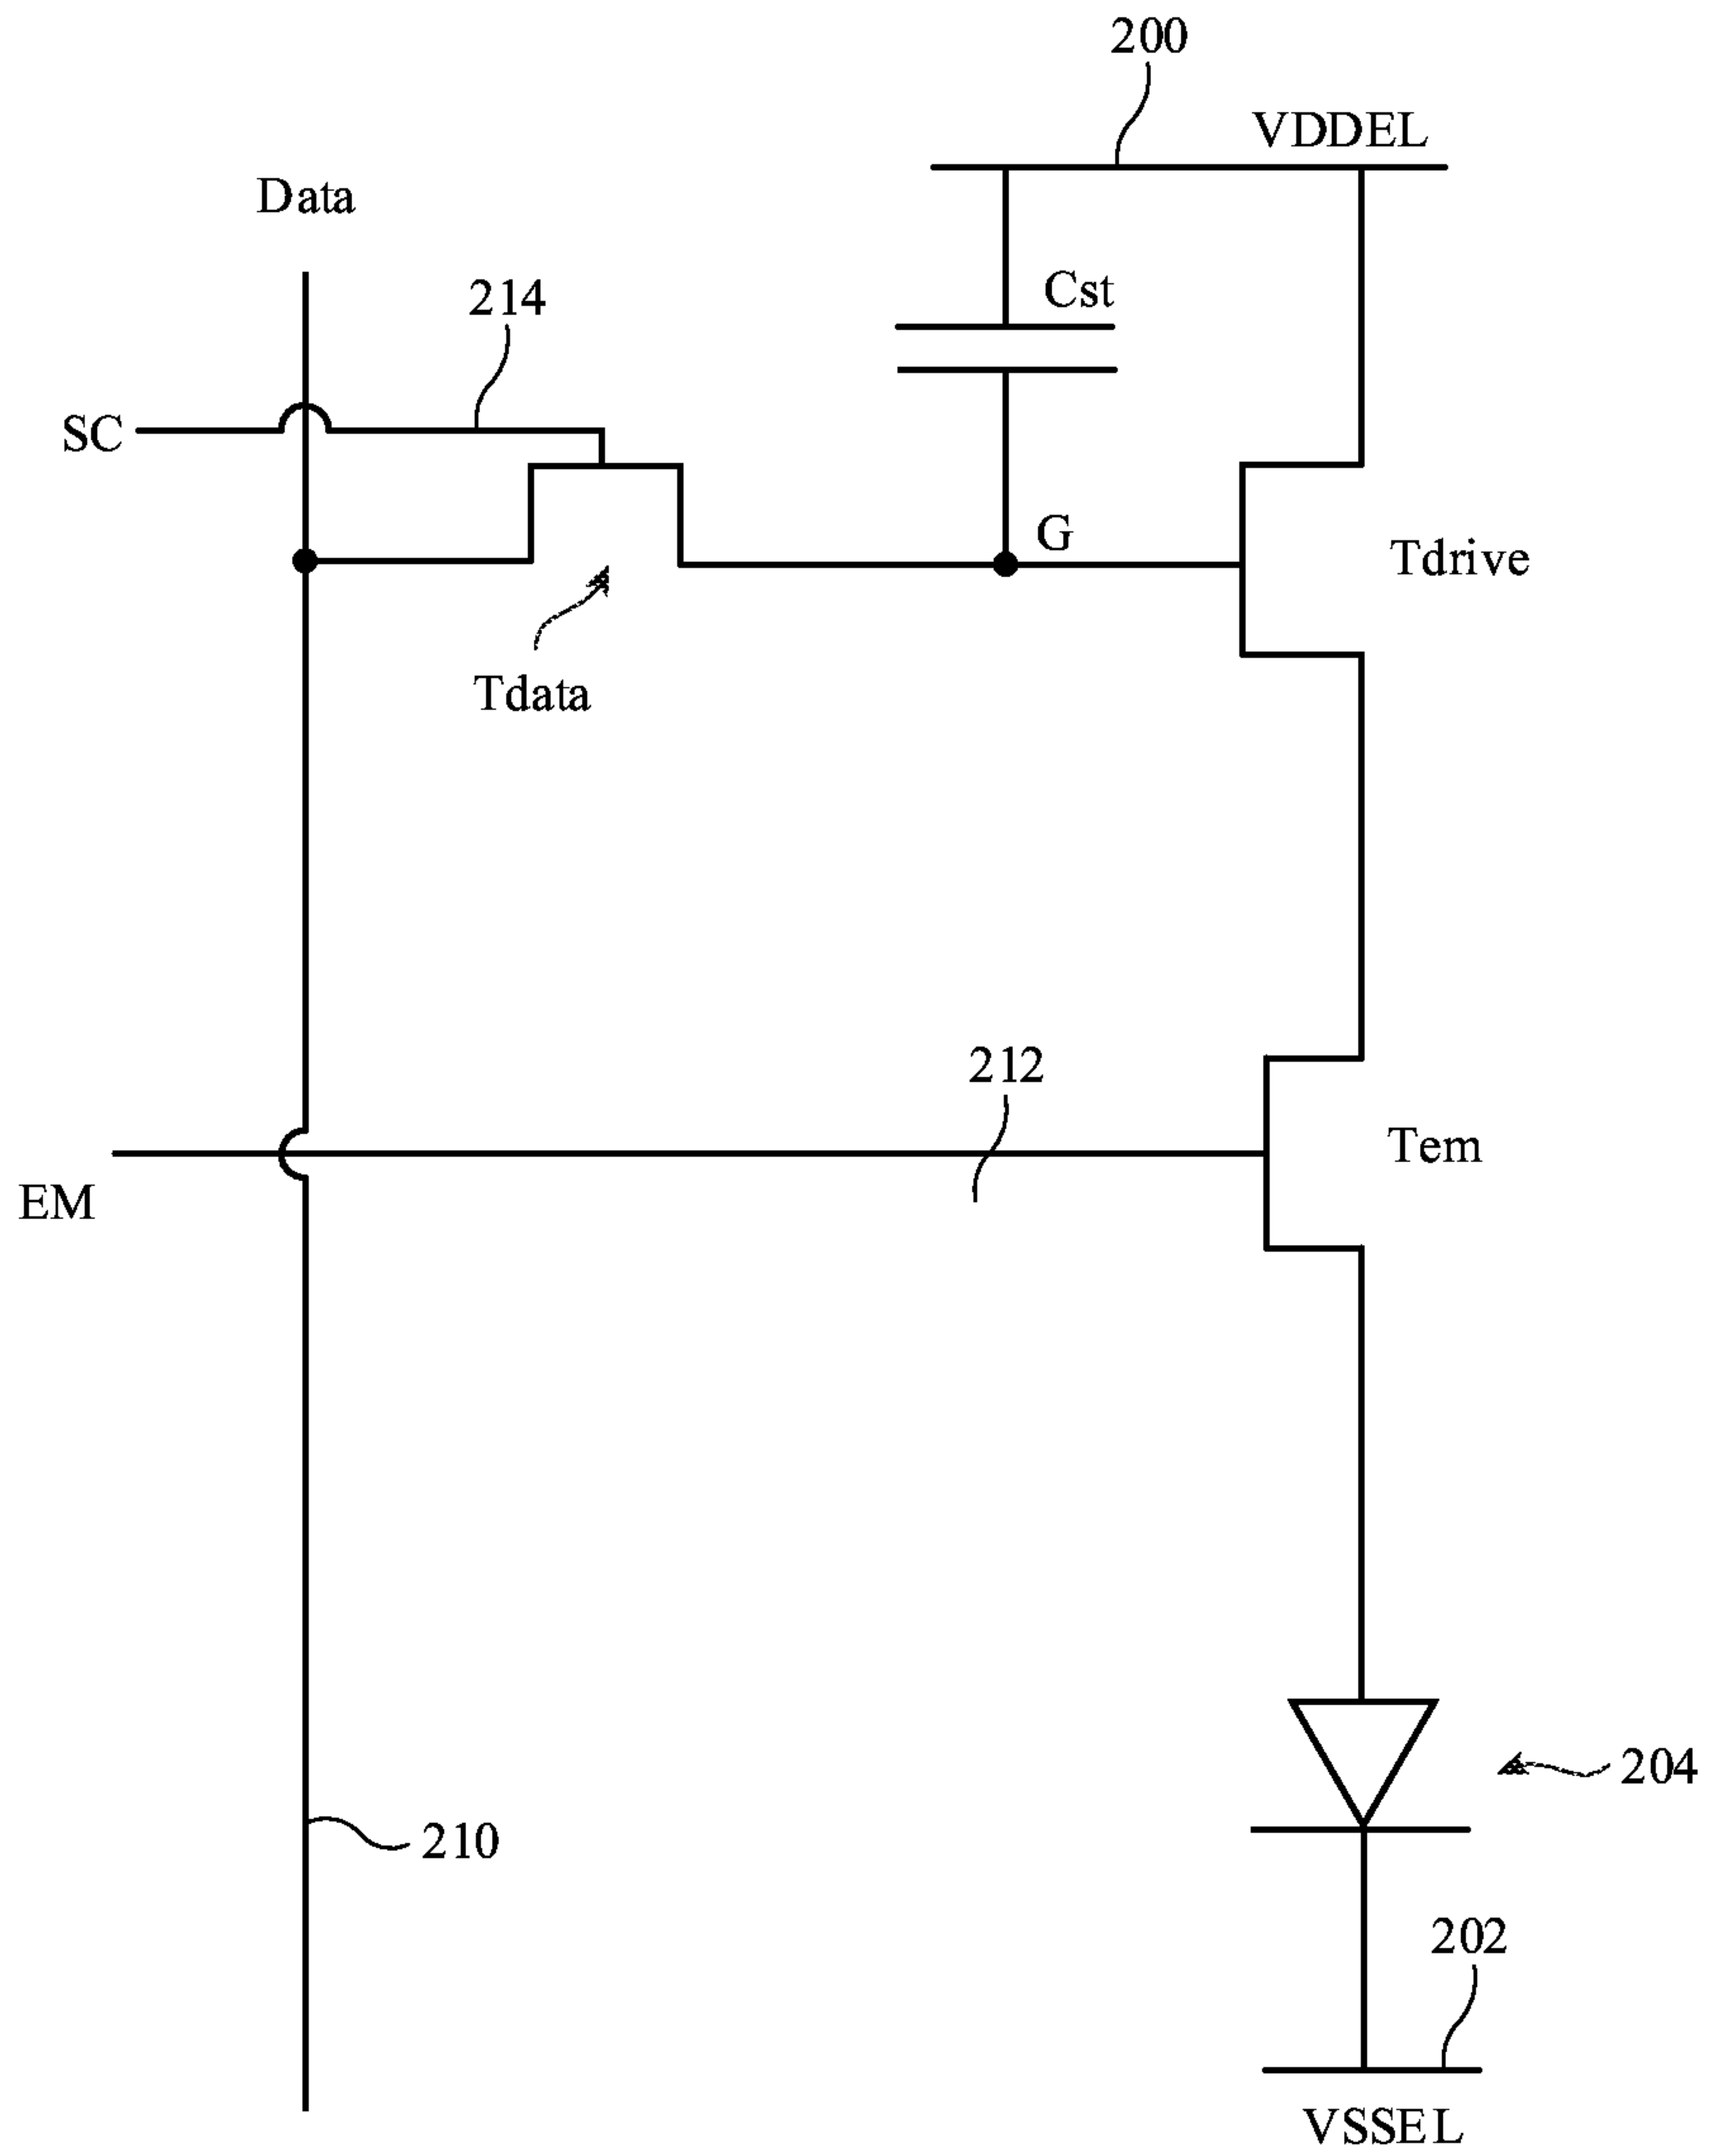 200
VDDEL
Data
214
Cst
SC
G
Tdrive
Tdata
212
Tem
EM
204
210
202
VSSEL